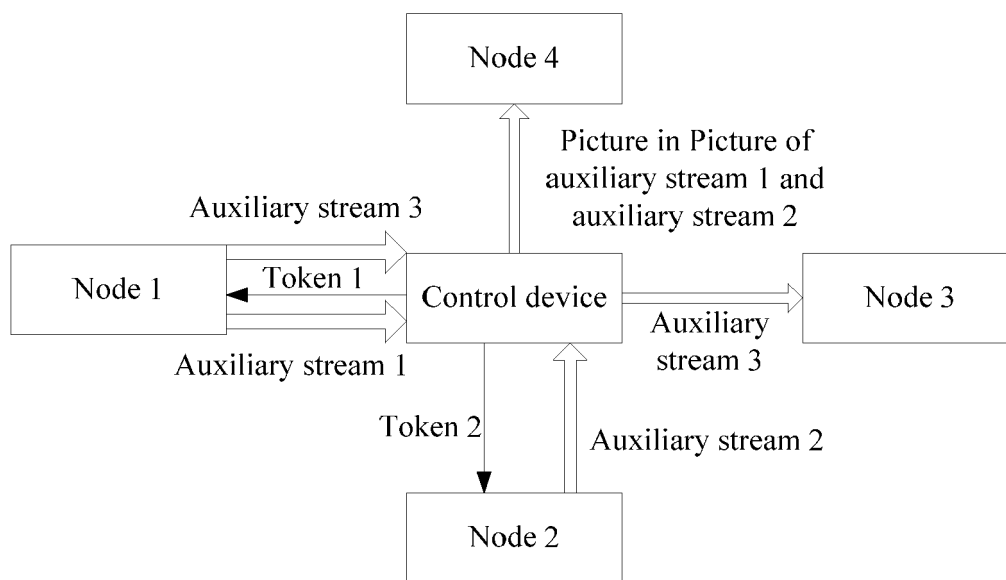 Node 4
Picture in Picture of
auxiliary stream 1 and
auxiliary stream 2
Auxiliary stream 3
Node 1
Token 1
Control device
Node 3
Auxiliary stream 1
Auxiliary
stream 3
Token 2
Auxiliary stream 2
Node 2